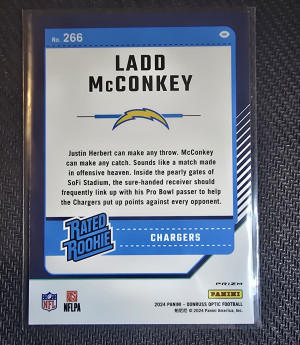 No. 266
LADD
McCONKEY
Justin Herbert can make any throw. McConkey
can make any catch. Sounds like a match made
in offensive heaven. Inside the pearly gates of
SoFi Stadium, the sure-handed receiver should
frequently link up with his Pro Bowl passer to help
the Chargers put up points against every opponent.
RATED
ROOKIE
CHARGERS
PRIZM
NFL
NFLPA
PANINI
2024 PANINI - DONRUSS OPTIC FOOTBALL
© 2024 Panini America, Inc.